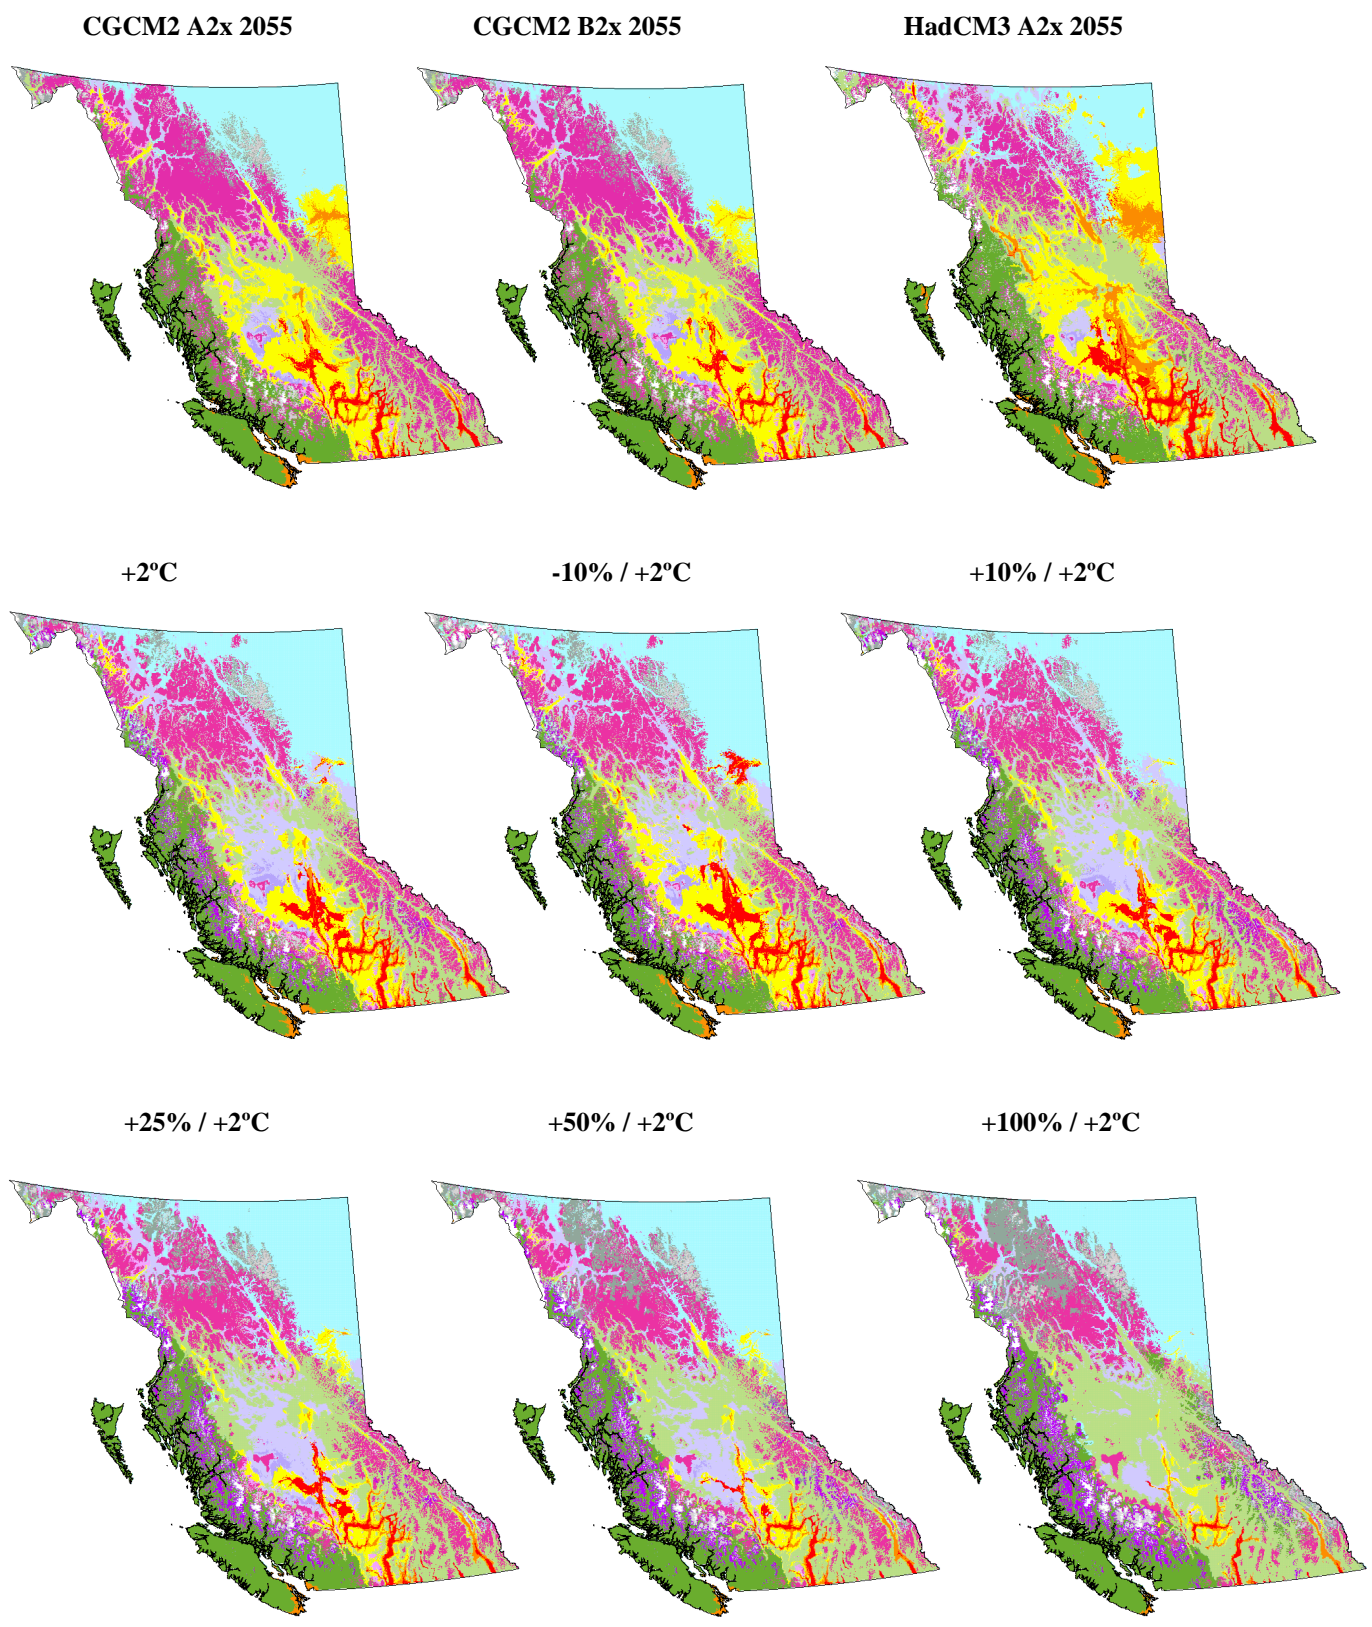 CGCM2 A2x 2055
CGCM2 B2x 2055
HadCM3 A2x 2055
+2ºC
-10% / +2ºC
+10% / +2ºC
+25% / +2ºC
+50% / +2ºC
+100% / +2ºC